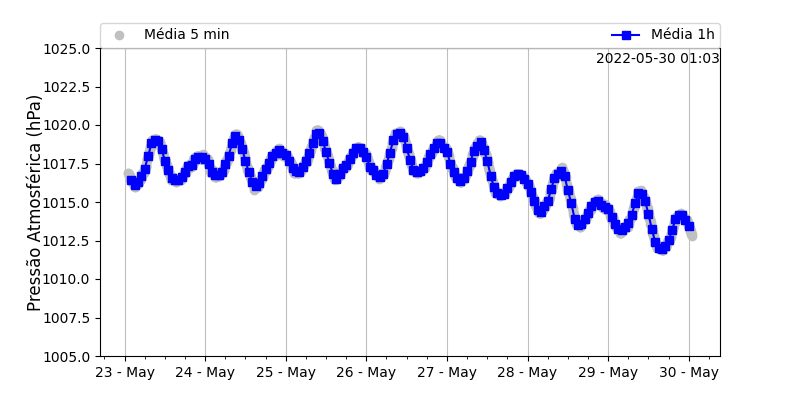 Média 5 min
Média 1h
2022-05-30 01:03
Pressão Atmosférica (hPa)
1025.0
1022.5
1020.0
1017.5
1015.0
1012.5
1010.0
1007.5
1005.0
23 - May
24 - May
25 - May
26 - May
27 - May
28 - May
29 - May
30 - May